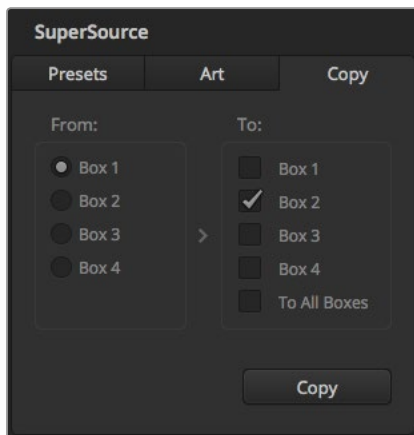 SuperSource
Presets Art Copy
From: To:
Box 1 Box 1
Box 2 Box 2
Box 3 > Box 3
Box 4 Box 4
To All Boxes
Copy